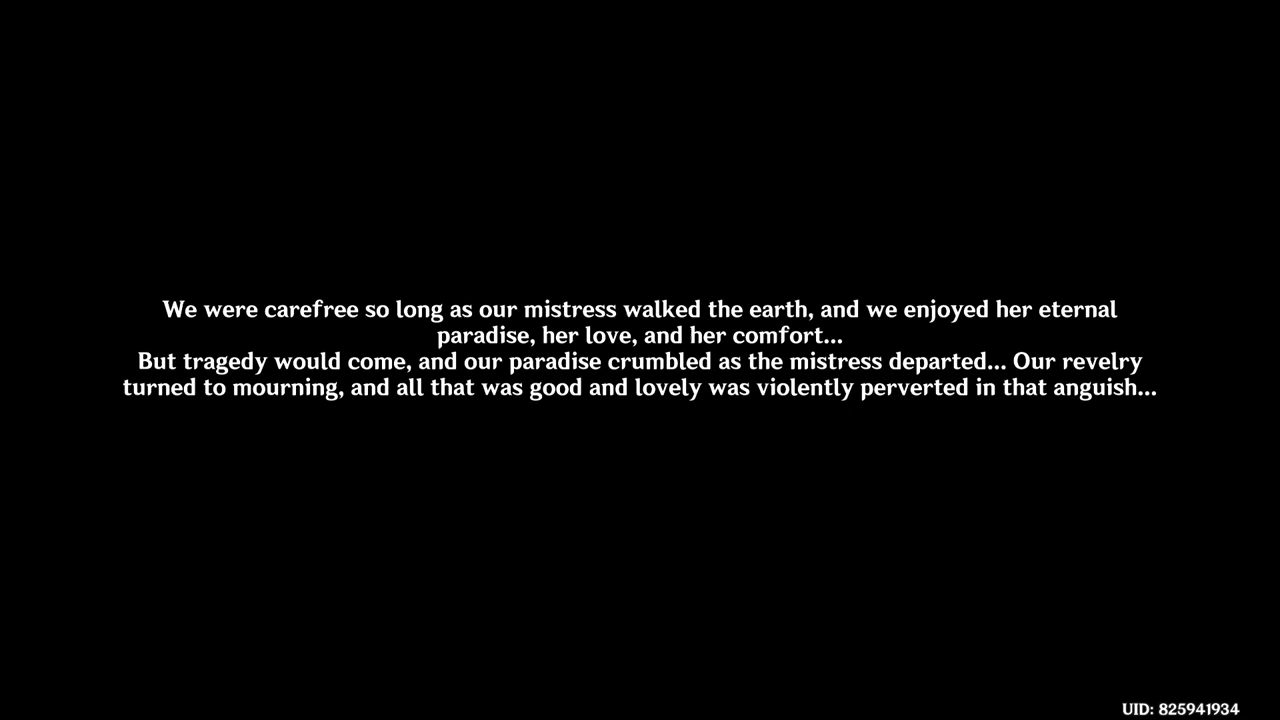 We were carefree so long as our mistress walked the earth, and we enjoyed her eternal
paradise, her love, and her comfort...
But tragedy would come, and our paradise crumbled as the mistress departed... Our revelry
turned to mourning, and all that was good and lovely was violently perverted in that anguish...
UID: 825941934